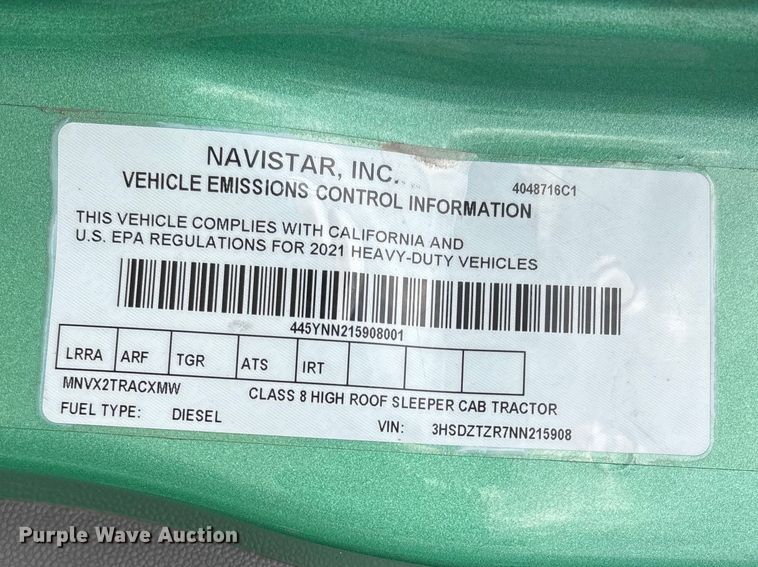 NAVISTAR, INC.
4048716C1
VEHICLE EMISSIONS CONTROL INFORMATION
THIS VEHICLE COMPLIES WITH CALIFORNIA AND
U.S. EPA REGULATIONS FOR 2021 HEAVY-DUTY VEHICLES
445YNN215908001
LRRA ARF TGR ATS IRT
MNVX2TRACXMW CLASS 8 HIGH ROOF SLEEPER CAB TRACTOR
FUEL TYPE: DIESEL VIN: 3HSDZTZR7NN215908
Purple Wave Auction